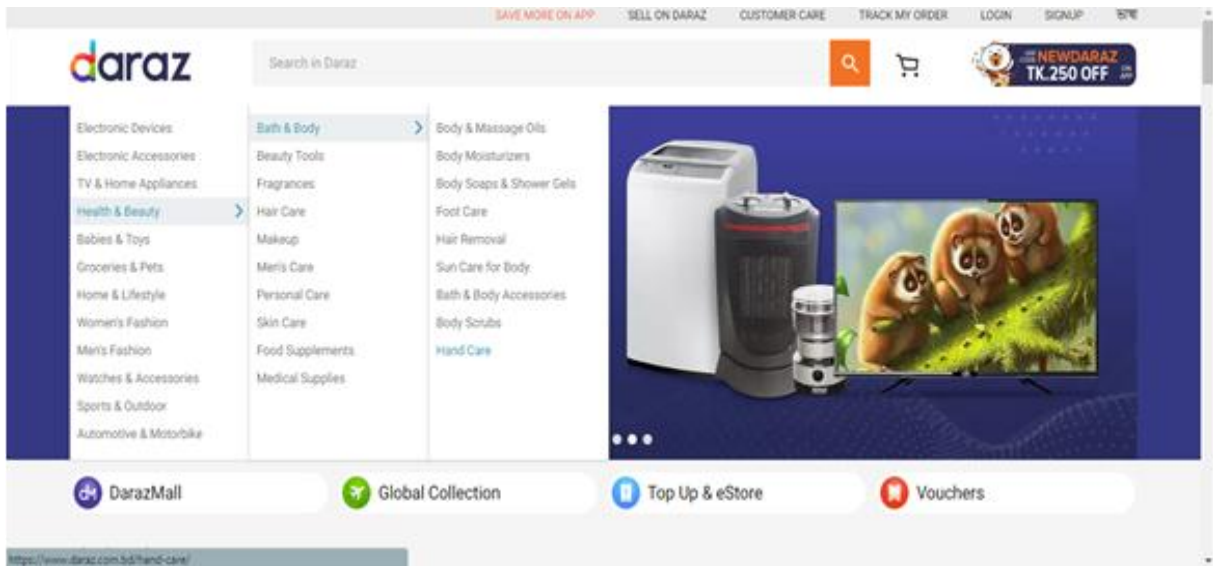 SAVE MORE ON APP SELL ON DARAZ CUSTOMER CARE TRACK MY ORDER LOGIN SIGNUP ভাষা
daraz
Search in Daraz
NEWDARAZ
TK.250 OFF ON APP
Electronic Devices
Electronic Accessories
TV & Home Appliances
Health & Beauty
Babies & Toys
Groceries & Pets
Home & Lifestyle
Women's Fashion
Men's Fashion
Watches & Accessories
Sports & Outdoor
Automotive & Motorbike
Bath & Body
Beauty Tools
Fragrances
Hair Care
Makeup
Men's Care
Personal Care
Skin Care
Food Supplements
Medical Supplies
Body & Massage Oils
Body Moisturizers
Body Soaps & Shower Gels
Foot Care
Hair Removal
Sun Care for Body
Bath & Body Accessories
Body Scrubs
Hand Care
dm DarazMall Global Collection Top Up & eStore Vouchers
https://www.daraz.com.bd/hand-care/